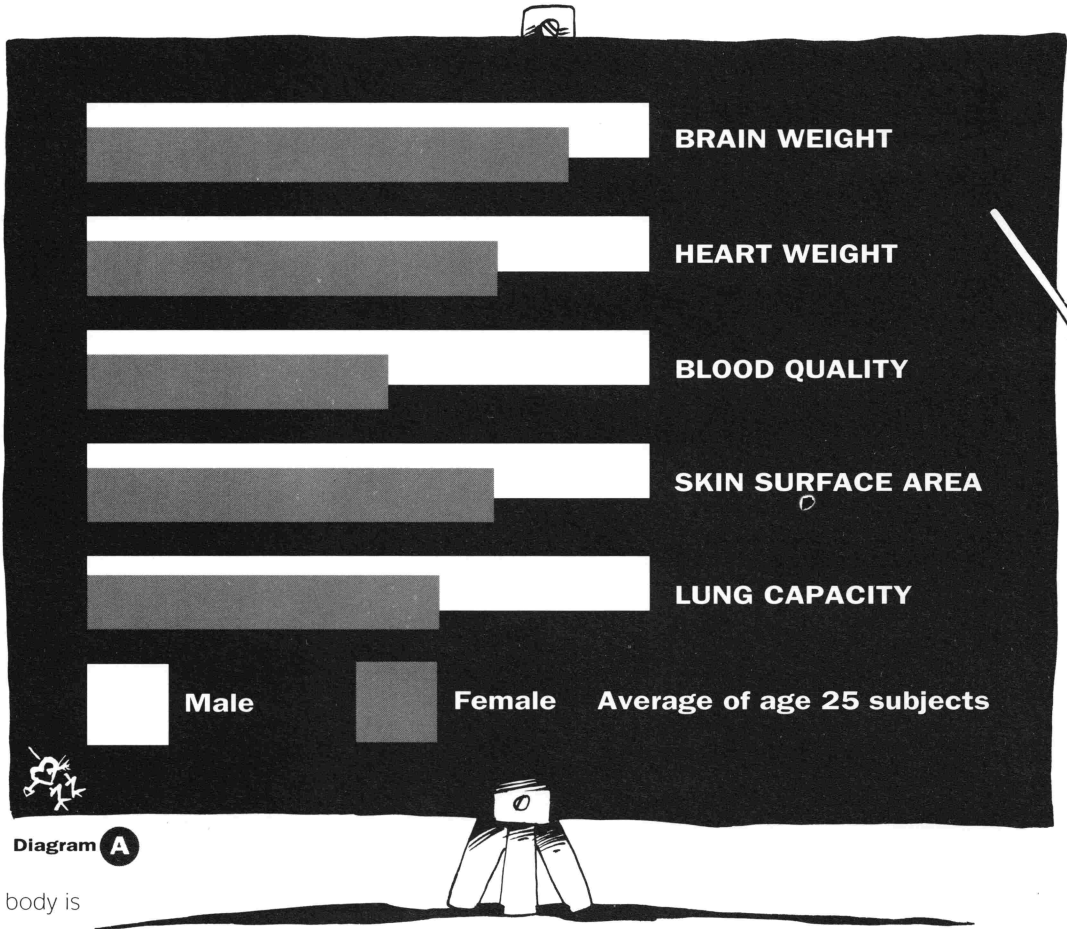 BRAIN WEIGHT
HEART WEIGHT
BLOOD QUALITY
SKIN SURFACE AREA
LUNG CAPACITY
Male Female Average of age 25 subjects
Diagram A
body is